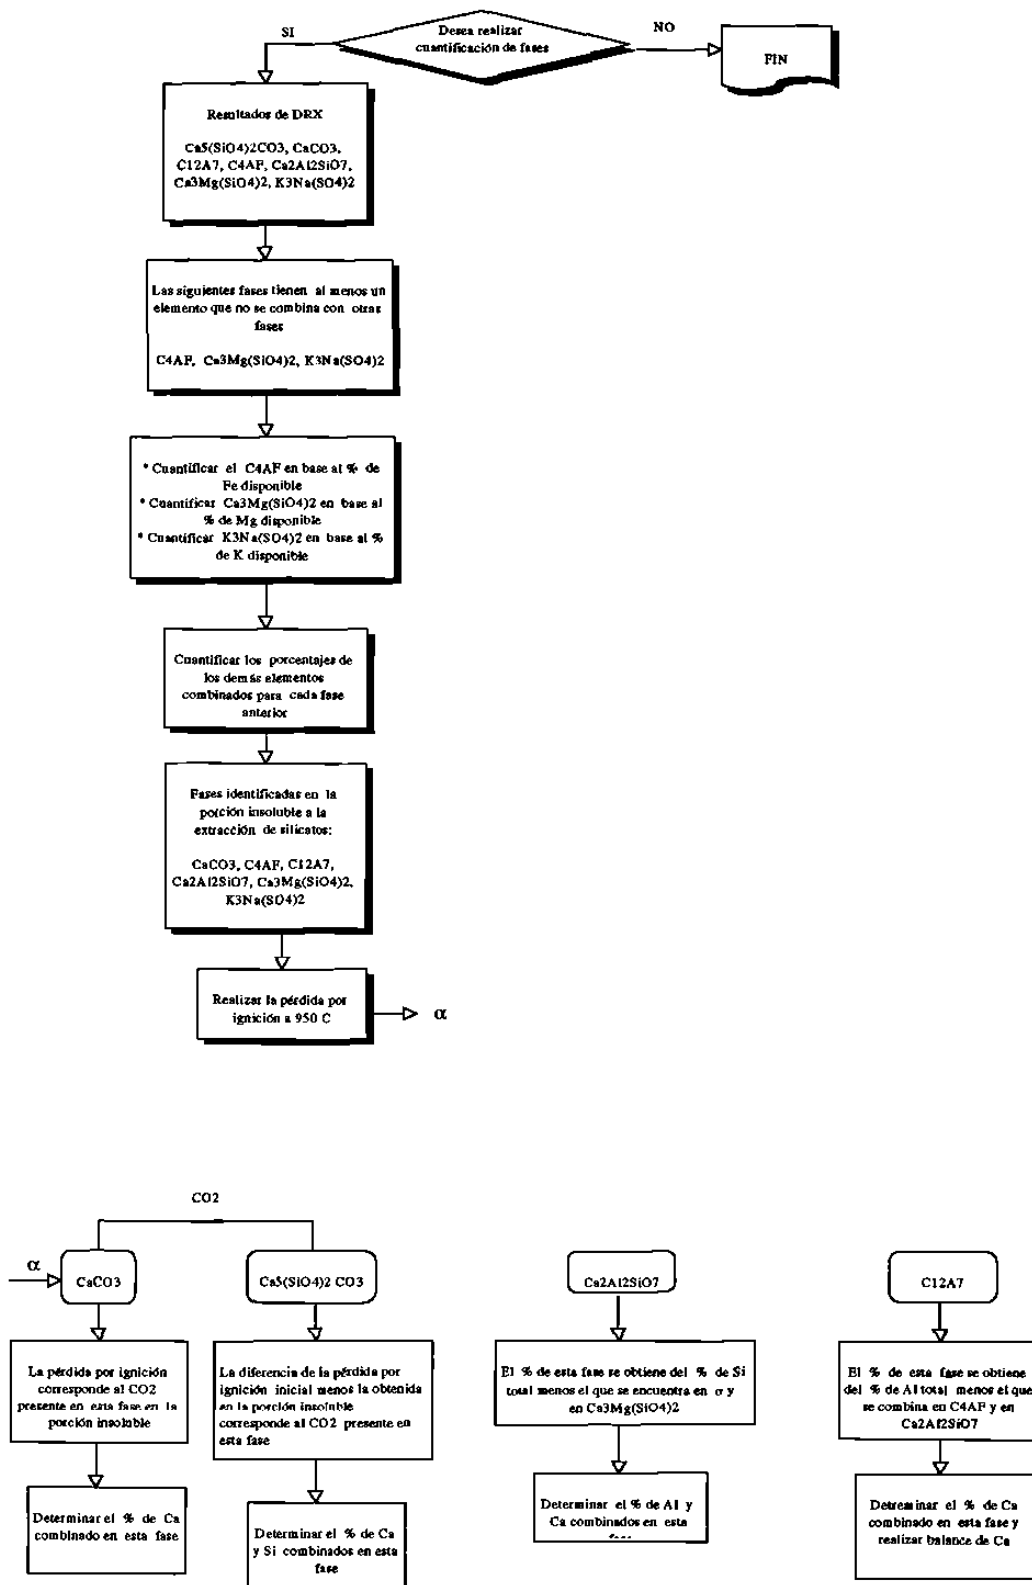 SI
Desea realizar
cuantificación de fases
NO
FIN
Resultados de DRX
Ca5(SiO4)2CO3, CaCO3,
C12A7, C4AF, Ca2Al2SiO7,
Ca3Mg(SiO4)2, K3Na(SO4)2
Las siguientes fases tienen al menos un
elemento que no se combina con otras
fases
C4AF, Ca3Mg(SiO4)2, K3Na(SO4)2
* Cuantificar el C4AF en base al % de
Fe disponible
* Cuantificar Ca3Mg(SiO4)2 en base al
% de Mg disponible
* Cuantificar K3Na(SO4)2 en base al %
de K disponible
Cuantificar los porcentajes de
los demás elementos
combinados para cada fase
anterior
Fases identificadas en la
porción insoluble a la
extracción de silicatos:
CaCO3, C4AF, C12A7,
Ca2Al2SiO7, Ca3Mg(SiO4)2,
K3Na(SO4)2
Realizar la pérdida por
ignición a 950 C
α
CO2
α
CaCO3
La pérdida por ignición
corresponde al CO2
presente en esta fase en la
porción insoluble
Determinar el % de Ca
combinado en esta fase
Ca5(SiO4)2 CO3
La diferencia de la pérdida por
ignición inicial menos la obtenida
en la porción insoluble
corresponde al CO2 presente en
esta fase
Determinar el % de Ca
y Si combinados en esta
fase
Ca2Al2SiO7
El % de esta fase se obtiene del % de Si
total menos el que se encuentra en σ y
en Ca3Mg(SiO4)2
Determinar el % de Al y
Ca combinados en esta
C12A7
El % de esta fase se obtiene
del % de Al total menos el que
se combina en C4AF y en
Ca2Al2SiO7
Detreminar el % de Ca
combinado en esta fase y
realizar balance de Ca